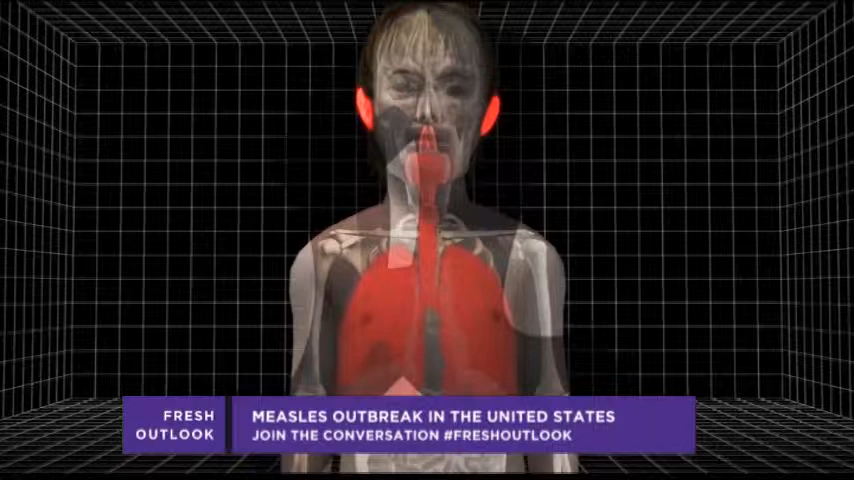 FRESH
OUTLOOK
MEASLES OUTBREAK IN THE UNITED STATES
JOIN THE CONVERSATION #FRESHOUTLOOK